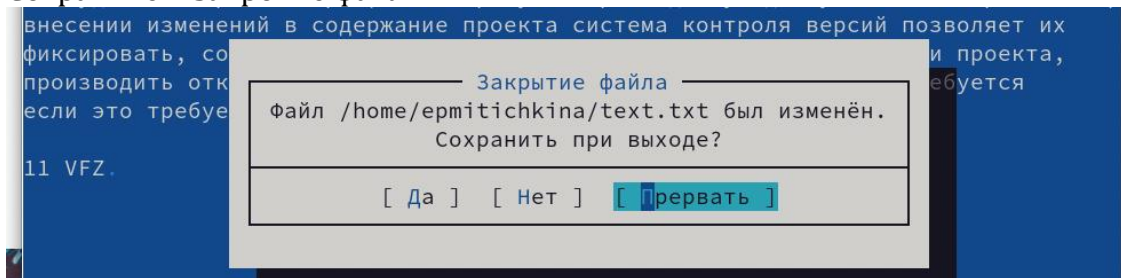 внесении изменений в содержание проекта система контроля версий позволяет их
фиксировать, со и проекта,
производить отк ебуется
если это требуе
Закрытие файла
Файл /home/epmitichkina/text.txt был изменён.
Сохранить при выходе?
[ Да ] [ Нет ] [ Прервать ]
11 VFZ.